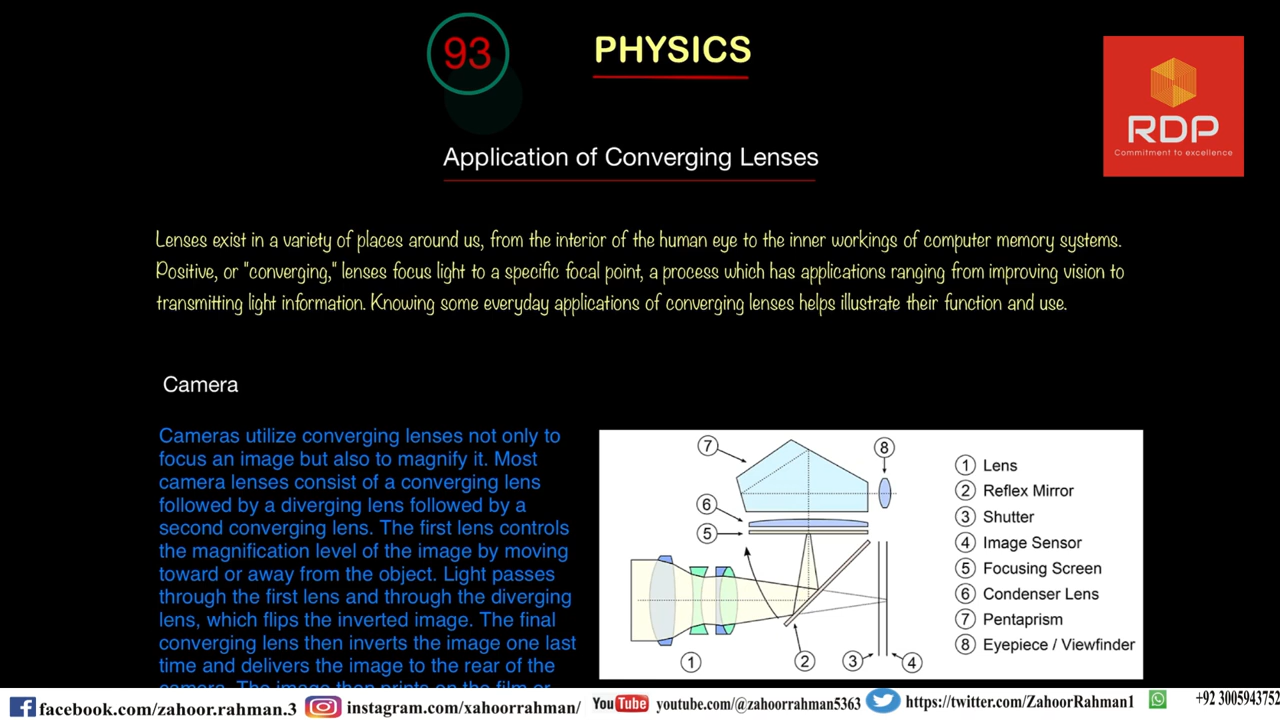 93
PHYSICS
RDP
Commitment to excellence
Application of Converging Lenses
Lenses exist in a variety of places around us, from the interior of the human eye to the inner workings of computer memory systems.
Positive, or "converging," lenses focus light to a specific focal point, a process which has applications ranging from improving vision to
transmitting light information. Knowing some everyday applications of converging lenses helps illustrate their function and use.
Camera
Cameras utilize converging lenses not only to
focus an image but also to magnify it. Most
camera lenses consist of a converging lens
followed by a diverging lens followed by a
second converging lens. The first lens controls
the magnification level of the image by moving
toward or away from the object. Light passes
through the first lens and through the diverging
lens, which flips the inverted image. The final
converging lens then inverts the image one last
time and delivers the image to the rear of the
camera. The image then prints on the film or
7
8
6
5
1
2
3
4
1 Lens
2 Reflex Mirror
3 Shutter
4 Image Sensor
5 Focusing Screen
6 Condenser Lens
7 Pentaprism
8 Eyepiece / Viewfinder
facebook.com/zahoor.rahman.3 instagram.com/xahoorrahman/ YouTube youtube.com/@zahoorrahman5363 https://twitter.com/ZahoorRahman1 +92 3005943752